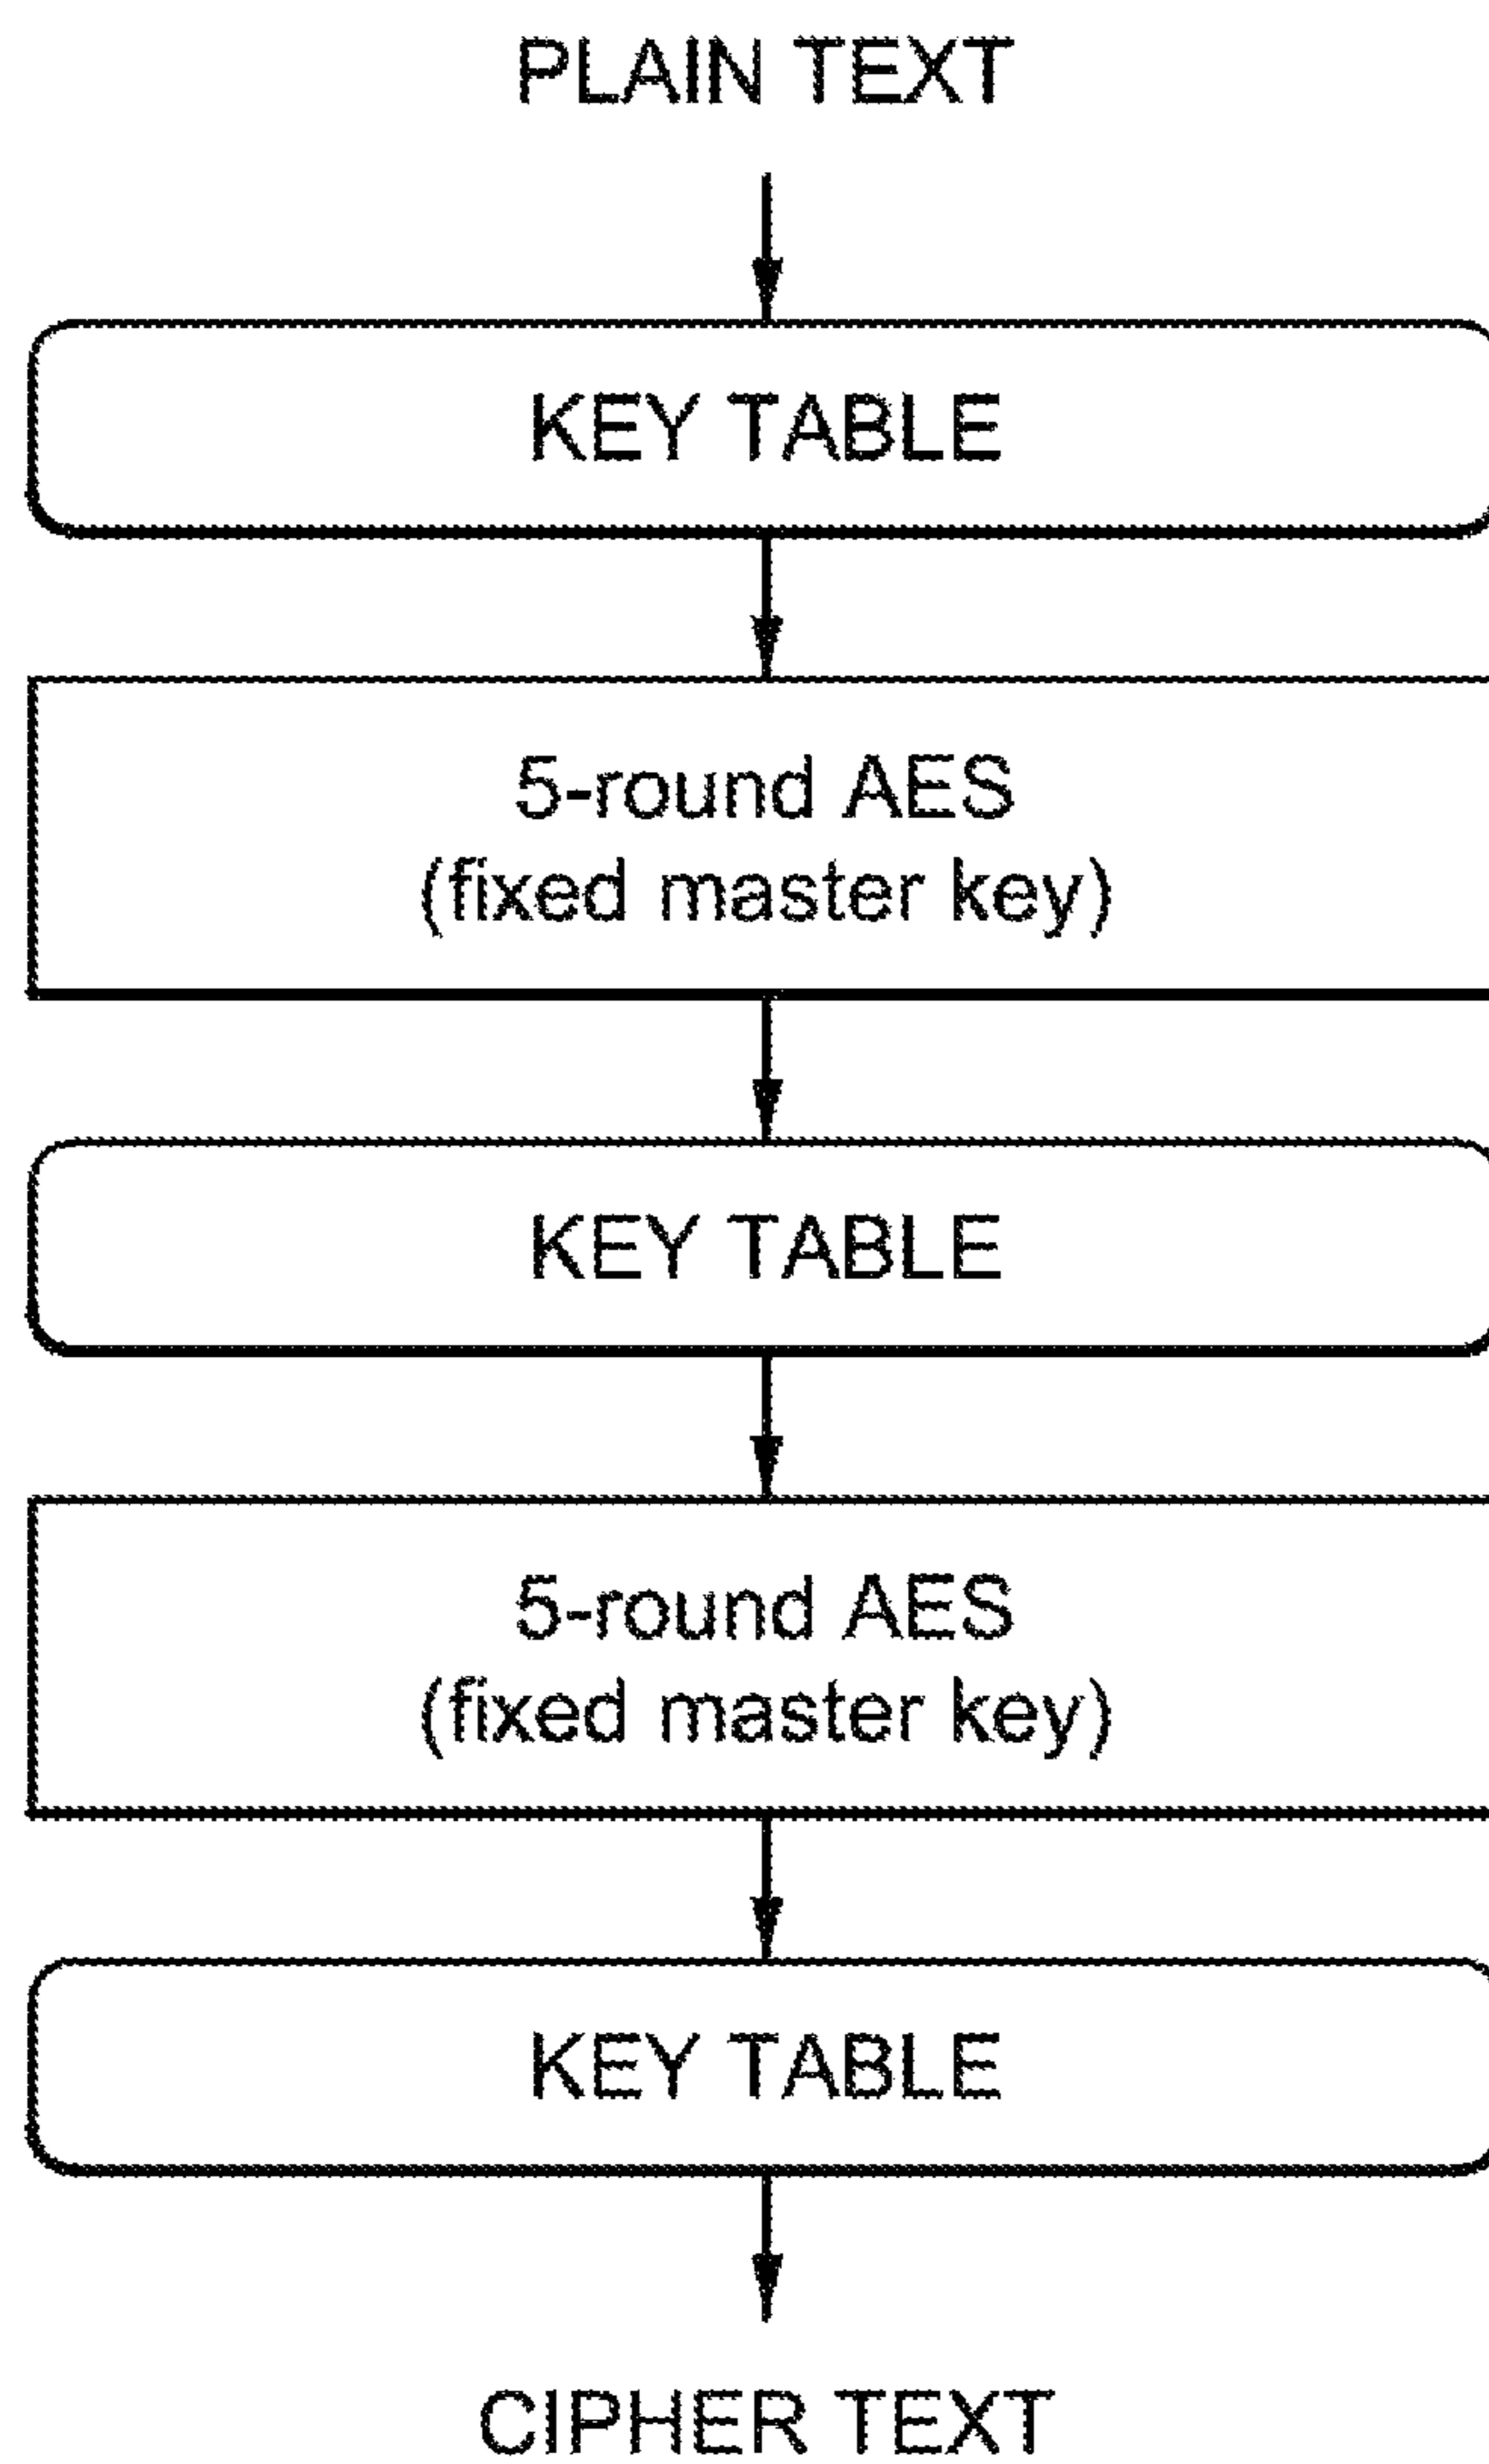 PLAIN TEXT
KEY TABLE
5-round AES
(fixed master key)
KEY TABLE
5-round AES
(fixed master key)
KEY TABLE
CIPHER TEXT